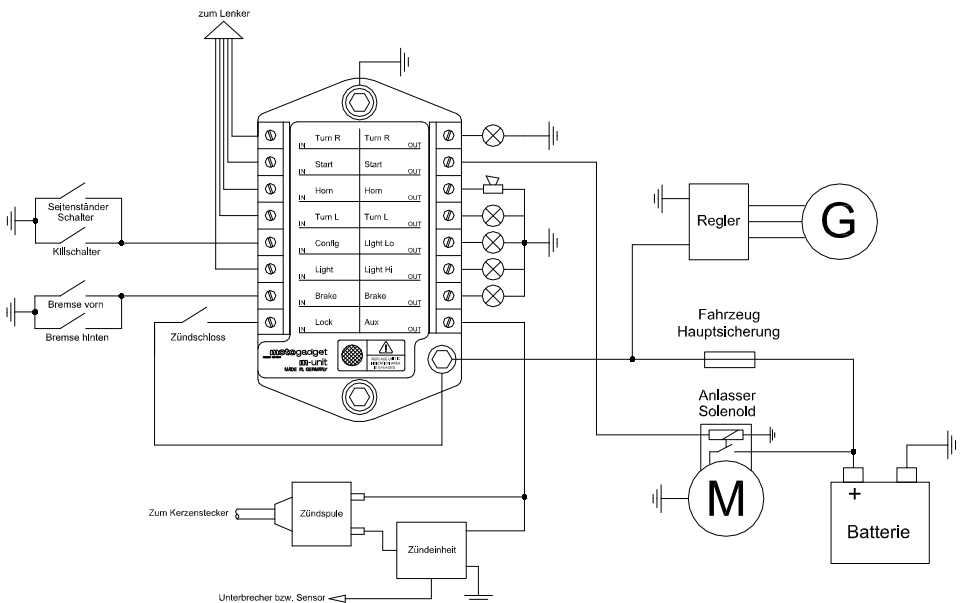 zum Lenker
Turn R
IN
Turn R
OUT
Start
IN
Start
OUT
Horn
IN
Horn
OUT
Turn L
IN
Turn L
OUT
Config
IN
Light Lo
OUT
Light
IN
Light Hi
OUT
Brake
IN
Brake
OUT
Lock
IN
Aux
OUT
motogadget
m-unit
MADE IN GERMANY
Seitenständer
Schalter
Killschalter
Bremse vorn
Bremse hinten
Zündschloss
Regler
G
Fahrzeug
Hauptsicherung
Anlasser
Solenoid
M
+
Batterie
Zum Kerzenstecker
Zündspule
Zündeinheit
Unterbrecher bzw. Sensor